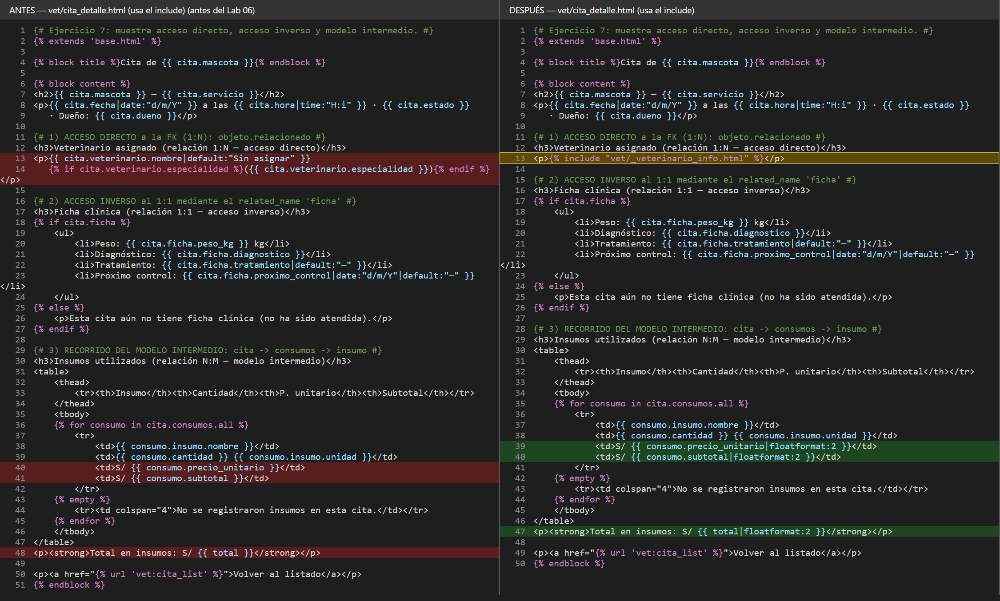 ANTES — vet/cita_detalle.html (usa el include) (antes del Lab 06)
1 {# Ejercicio 7: muestra acceso directo, acceso inverso y modelo intermedio. #}
2 {% extends 'base.html' %}
3
4 {% block title %}Cita de {{ cita.mascota }}{% endblock %}
5
6 {% block content %}
7 <h2>{{ cita.mascota }} — {{ cita.servicio }}</h2>
8 <p>{{ cita.fecha|date:"d/m/Y" }} a las {{ cita.hora|time:"H:i" }} · {{ cita.estado }}
9    · Dueño: {{ cita.dueno }}</p>
10
11 {# 1) ACCESO DIRECTO a la FK (1:N): objeto.relacionado #}
12 <h3>Veterinario asignado (relación 1:N — acceso directo)</h3>
13 <p>{{ cita.veterinario.nombre|default:"Sin asignar" }}
14    {% if cita.veterinario.especialidad %}({{ cita.veterinario.especialidad }}){% endif %}
</p>
15
16 {# 2) ACCESO INVERSO al 1:1 mediante el related_name 'ficha' #}
17 <h3>Ficha clínica (relación 1:1 — acceso inverso)</h3>
18 {% if cita.ficha %}
19     <ul>
20         <li>Peso: {{ cita.ficha.peso_kg }} kg</li>
21         <li>Diagnóstico: {{ cita.ficha.diagnostico }}</li>
22         <li>Tratamiento: {{ cita.ficha.tratamiento|default:"—" }}</li>
23         <li>Próximo control: {{ cita.ficha.proximo_control|date:"d/m/Y"|default:"—" }}
</li>
24     </ul>
25 {% else %}
26     <p>Esta cita aún no tiene ficha clínica (no ha sido atendida).</p>
27 {% endif %}
28
29 {# 3) RECORRIDO DEL MODELO INTERMEDIO: cita -> consumos -> insumo #}
30 <h3>Insumos utilizados (relación N:M — modelo intermedio)</h3>
31 <table>
32     <thead>
33         <tr><th>Insumo</th><th>Cantidad</th><th>P. unitario</th><th>Subtotal</th></tr>
34     </thead>
35     <tbody>
36     {% for consumo in cita.consumos.all %}
37         <tr>
38             <td>{{ consumo.insumo.nombre }}</td>
39             <td>{{ consumo.cantidad }} {{ consumo.insumo.unidad }}</td>
40             <td>S/ {{ consumo.precio_unitario }}</td>
41             <td>S/ {{ consumo.subtotal }}</td>
42         </tr>
43     {% empty %}
44         <tr><td colspan="4">No se registraron insumos en esta cita.</td></tr>
45     {% endfor %}
46     </tbody>
47 </table>
48 <p><strong>Total en insumos: S/ {{ total }}</strong></p>
49
50 <p><a href="{% url 'vet:cita_list' %}">Volver al listado</a></p>
51 {% endblock %}
DESPUÉS — vet/cita_detalle.html (usa el include)
1 {# Ejercicio 7: muestra acceso directo, acceso inverso y modelo intermedio. #}
2 {% extends 'base.html' %}
3
4 {% block title %}Cita de {{ cita.mascota }}{% endblock %}
5
6 {% block content %}
7 <h2>{{ cita.mascota }} — {{ cita.servicio }}</h2>
8 <p>{{ cita.fecha|date:"d/m/Y" }} a las {{ cita.hora|time:"H:i" }} · {{ cita.estado }}
9    · Dueño: {{ cita.dueno }}</p>
10
11 {# 1) ACCESO DIRECTO a la FK (1:N): objeto.relacionado #}
12 <h3>Veterinario asignado (relación 1:N — acceso directo)</h3>
13 <p>{% include "vet/_veterinario_info.html" %}</p>
14
15 {# 2) ACCESO INVERSO al 1:1 mediante el related_name 'ficha' #}
16 <h3>Ficha clínica (relación 1:1 — acceso inverso)</h3>
17 {% if cita.ficha %}
18     <ul>
19         <li>Peso: {{ cita.ficha.peso_kg }} kg</li>
20         <li>Diagnóstico: {{ cita.ficha.diagnostico }}</li>
21         <li>Tratamiento: {{ cita.ficha.tratamiento|default:"—" }}</li>
22         <li>Próximo control: {{ cita.ficha.proximo_control|date:"d/m/Y"|default:"—" }}
</li>
23     </ul>
24 {% else %}
25     <p>Esta cita aún no tiene ficha clínica (no ha sido atendida).</p>
26 {% endif %}
27
28 {# 3) RECORRIDO DEL MODELO INTERMEDIO: cita -> consumos -> insumo #}
29 <h3>Insumos utilizados (relación N:M — modelo intermedio)</h3>
30 <table>
31     <thead>
32         <tr><th>Insumo</th><th>Cantidad</th><th>P. unitario</th><th>Subtotal</th></tr>
33     </thead>
34     <tbody>
35     {% for consumo in cita.consumos.all %}
36         <tr>
37             <td>{{ consumo.insumo.nombre }}</td>
38             <td>{{ consumo.cantidad }} {{ consumo.insumo.unidad }}</td>
39             <td>S/ {{ consumo.precio_unitario|floatformat:2 }}</td>
40             <td>S/ {{ consumo.subtotal|floatformat:2 }}</td>
41         </tr>
42     {% empty %}
43         <tr><td colspan="4">No se registraron insumos en esta cita.</td></tr>
44     {% endfor %}
45     </tbody>
46 </table>
47 <p><strong>Total en insumos: S/ {{ total|floatformat:2 }}</strong></p>
48
49 <p><a href="{% url 'vet:cita_list' %}">Volver al listado</a></p>
50 {% endblock %}